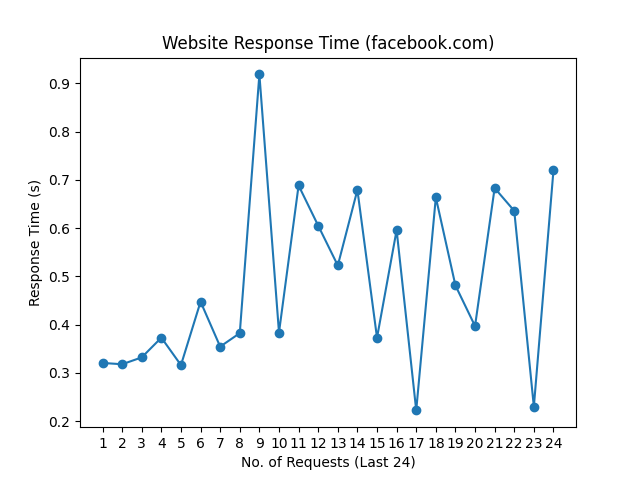 Website Response Time (facebook.com)
Response Time (s)
0.9
0.8
0.7
0.6
0.5
0.4
0.3
0.2
1 2 3 4 5 6 7 8 9 10 11 12 13 14 15 16 17 18 19 20 21 22 23 24
No. of Requests (Last 24)